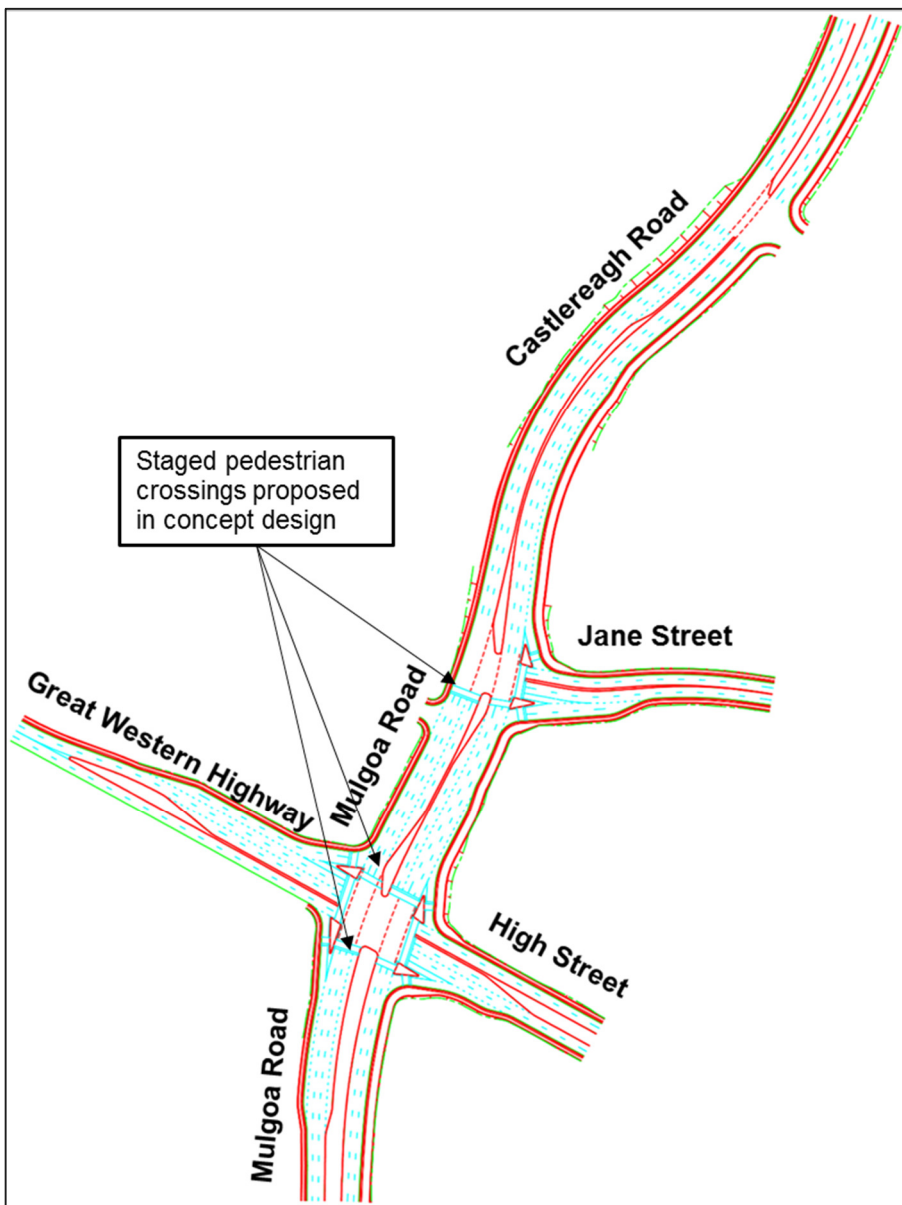 Castlereagh Road
Staged pedestrian
crossings proposed
in concept design
Jane Street
Great Western Highway
Mulgoa Road
High Street
Mulgoa Road